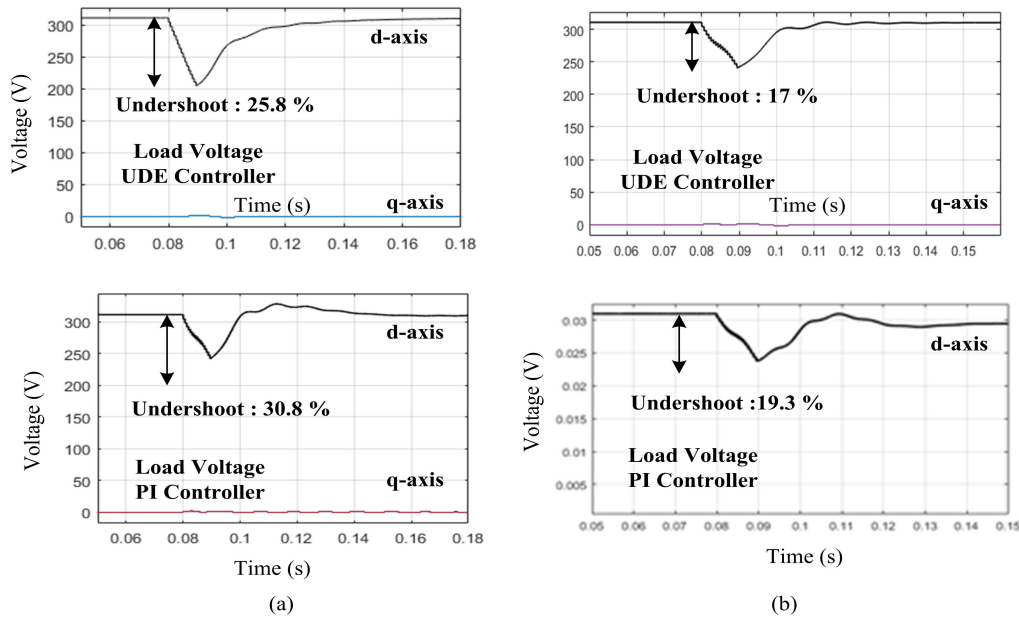 300
d-axis
250
200
Undershoot : 25.8 %
150
Voltage (V)
100
Load Voltage
UDE Controller
50
Time (s)
q-axis
0
0.06 0.08 0.1 0.12 0.14 0.16 0.18
300
d-axis
250
200
Undershoot : 17 %
150
Voltage (V)
100
Load Voltage
UDE Controller
50
Time (s)
q-axis
0
0.05 0.06 0.07 0.08 0.09 0.1 0.11 0.12 0.13 0.14 0.15
300
d-axis
250
200
Undershoot : 30.8 %
150
Voltage (V)
100
Load Voltage
PI Controller
50
q-axis
0
0.06 0.08 0.1 0.12 0.14 0.16 0.18
Time (s)
(a)
0.03
d-axis
0.025
0.02
Undershoot :19.3 %
0.015
Voltage (V)
0.01
Load Voltage
PI Controller
0.005
0.05 0.06 0.07 0.08 0.09 0.1 0.11 0.12 0.13 0.14 0.15
Time (s)
(b)